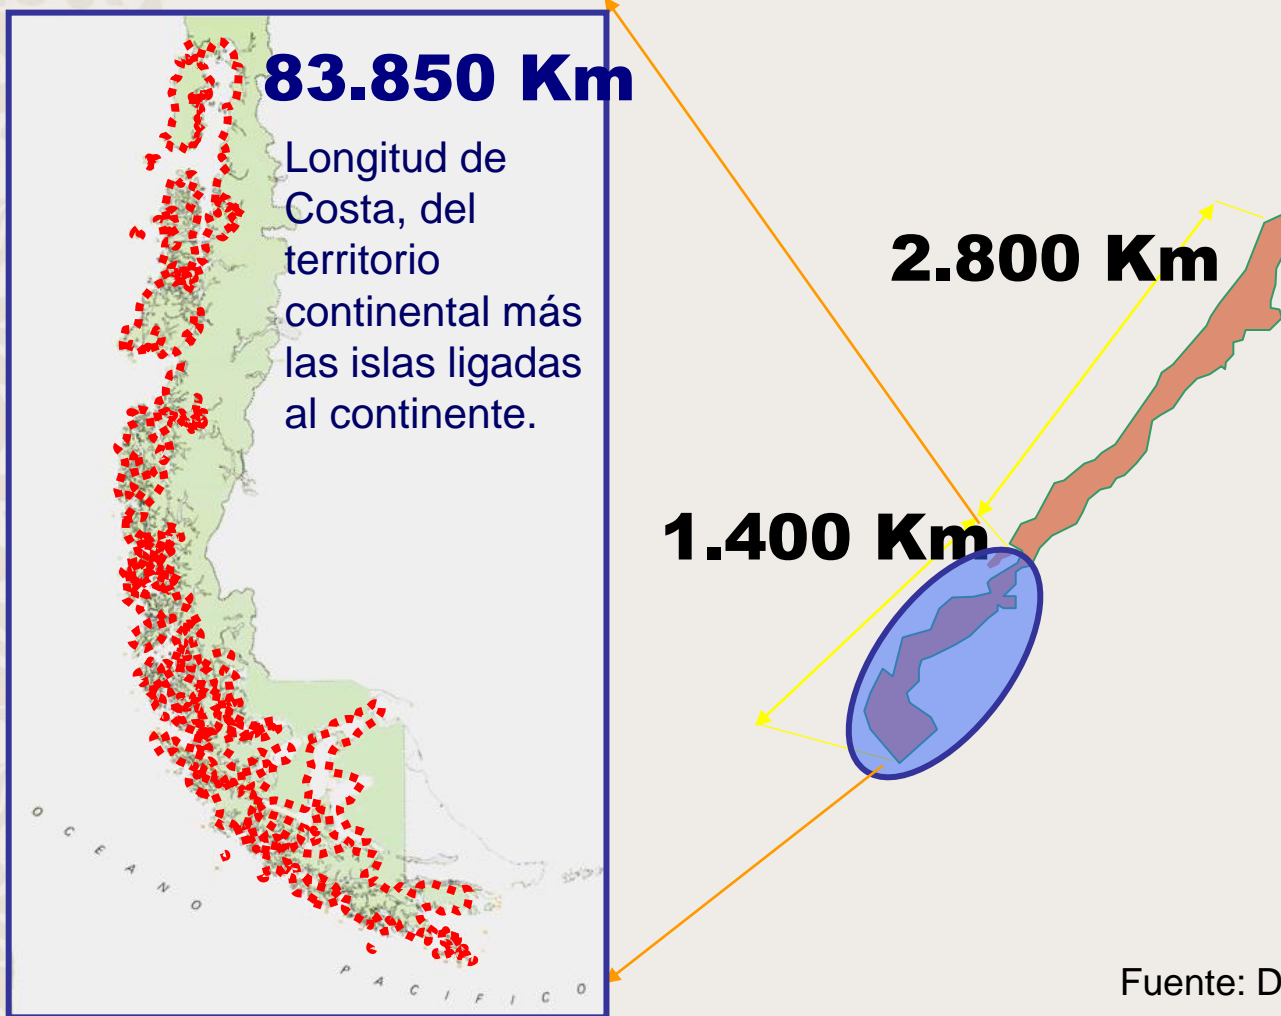 83.850 Km
Longitud de
Costa, del
territorio
continental más
las islas ligadas
al continente.
2.800 Km
1.400 Km
OCEANO
PACIFICO
Fuente: D